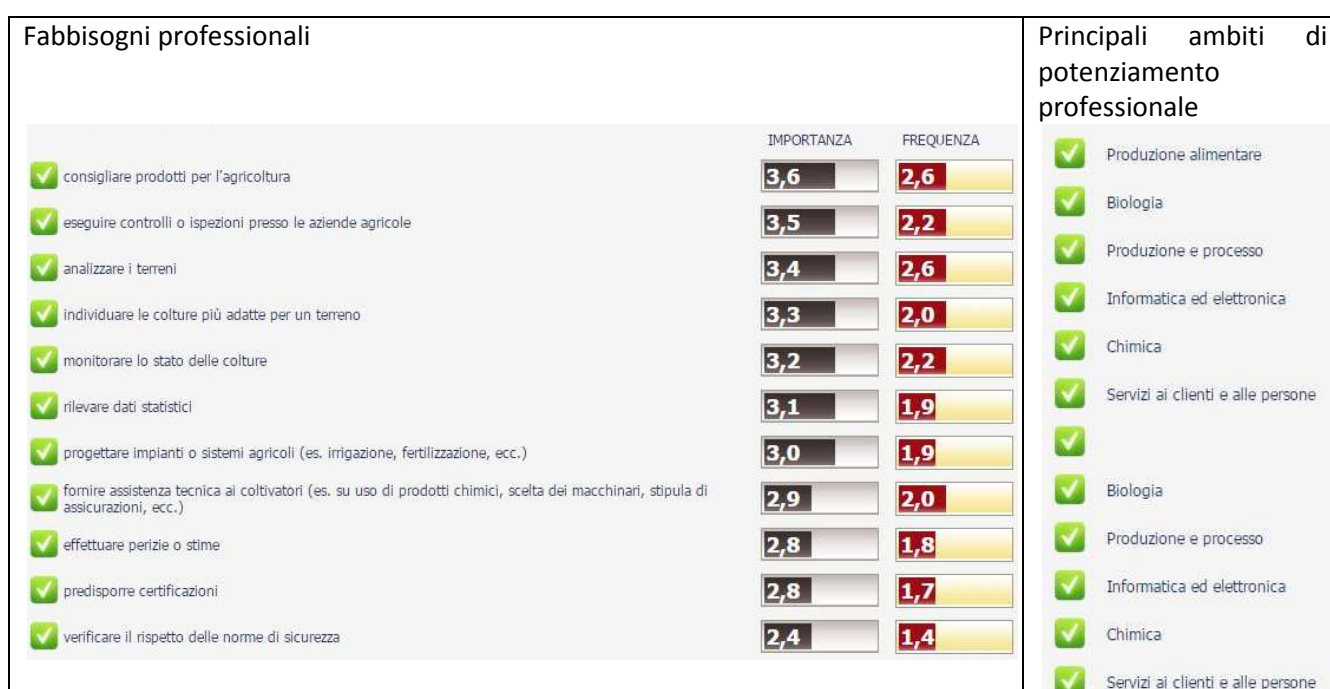 Fabbisogni professionali
IMPORTANZA FREQUENZA
consigliare prodotti per l'agricoltura 3,6 2,6
eseguire controlli o ispezioni presso le aziende agricole 3,5 2,2
analizzare i terreni 3,4 2,6
individuare le colture più adatte per un terreno 3,3 2,0
monitorare lo stato delle colture 3,2 2,2
rilevare dati statistici 3,1 1,9
progettare impianti o sistemi agricoli (es. irrigazione, fertilizzazione, ecc.) 3,0 1,9
fornire assistenza tecnica ai coltivatori (es. su uso di prodotti chimici, scelta dei macchinari, stipula di
assicurazioni, ecc.) 2,9 2,0
effettuare perizie o stime 2,8 1,8
predisporre certificazioni 2,8 1,7
verificare il rispetto delle norme di sicurezza 2,4 1,4
Principali ambiti di
potenziamento
professionale
Produzione alimentare
Biologia
Produzione e processo
Informatica ed elettronica
Chimica
Servizi ai clienti e alle persone
Biologia
Produzione e processo
Informatica ed elettronica
Chimica
Servizi ai clienti e alle persone